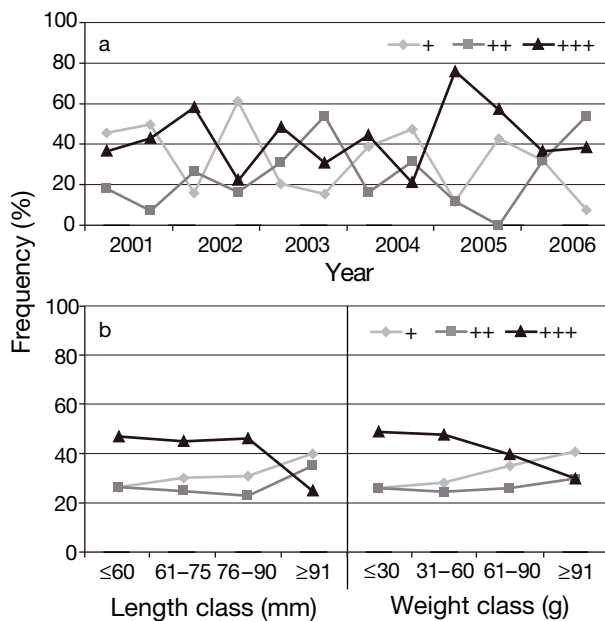 100
80
60
40
20
0
a
+ ++ +++
2001 2002 2003 2004 2005 2006
Year
Frequency (%)
100
80
60
40
20
0
b
+ ++ +++
≤60 61–75 76–90 ≥91 ≤30 31–60 61–90 ≥91
Length class (mm) Weight class (g)